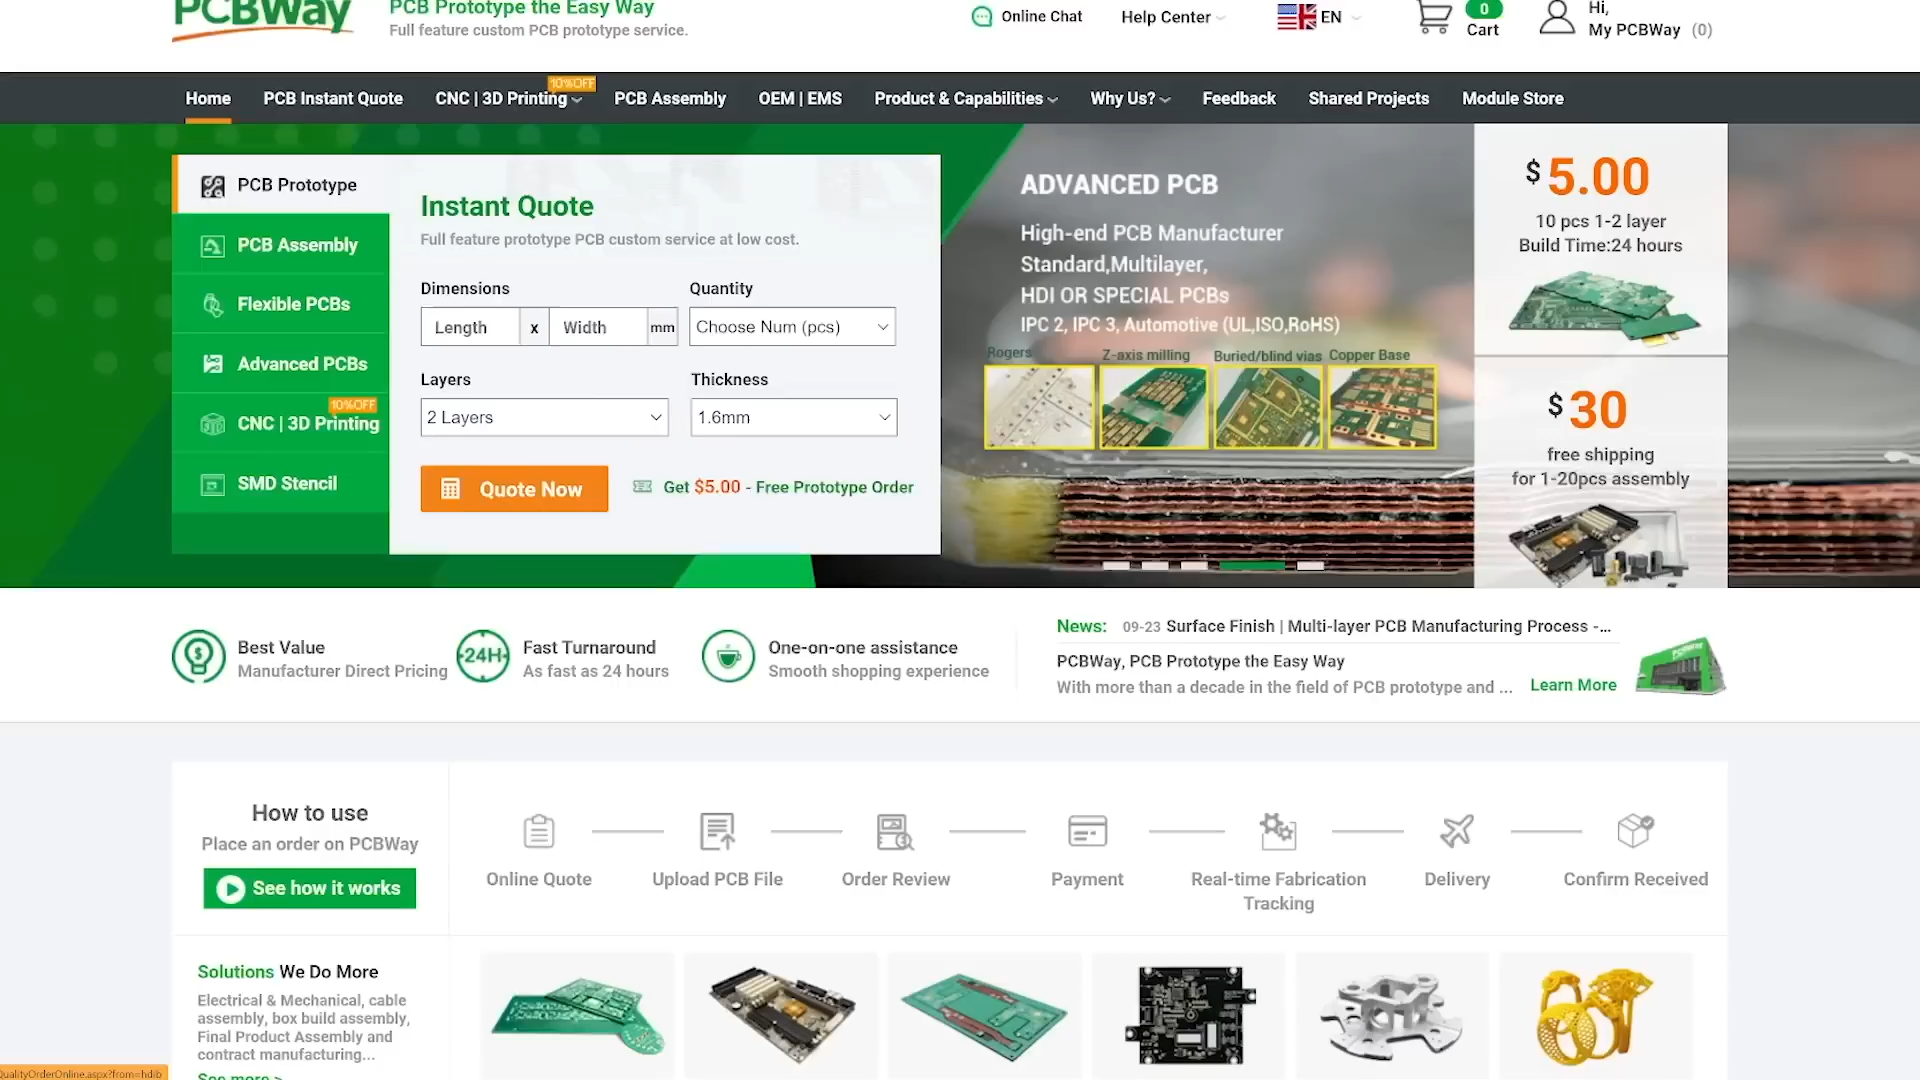 PCBWay
PCB Prototype the Easy Way
Full feature custom PCB prototype service.
Online Chat
Help Center
EN
0
Cart
Hi,
My PCBWay (0)
Home
PCB Instant Quote
CNC | 3D Printing
10%OFF
PCB Assembly
OEM | EMS
Product & Capabilities
Why Us?
Feedback
Shared Projects
Module Store
PCB Prototype
PCB Assembly
Flexible PCBs
Advanced PCBs
10%OFF
CNC | 3D Printing
SMD Stencil
Instant Quote
Full feature prototype PCB custom service at low cost.
Dimensions
Quantity
Length x Width mm
Choose Num (pcs)
Layers
Thickness
2 Layers
1.6mm
Quote Now
Get $5.00 - Free Prototype Order
ADVANCED PCB
High-end PCB Manufacturer
Standard,Multilayer,
HDI OR SPECIAL PCBs
IPC 2, IPC 3, Automotive (UL,ISO,RoHS)
Rogers
Z-axis milling
Buried/blind vias
Copper Base
$5.00
10 pcs 1-2 layer
Build Time:24 hours
$30
free shipping
for 1-20pcs assembly
Best Value
Manufacturer Direct Pricing
24H
Fast Turnaround
As fast as 24 hours
One-on-one assistance
Smooth shopping experience
News: 09-23 Surface Finish | Multi-layer PCB Manufacturing Process -...
PCBWay, PCB Prototype the Easy Way
With more than a decade in the field of PCB prototype and ... Learn More
How to use
Place an order on PCBWay
See how it works
Online Quote
Upload PCB File
Order Review
Payment
Real-time Fabrication
Tracking
Delivery
Confirm Received
Solutions We Do More
Electrical & Mechanical, cable
assembly, box build assembly,
Final Product Assembly and
contract manufacturing...
See more >
QualityOrderOnline.aspx?from=hdib